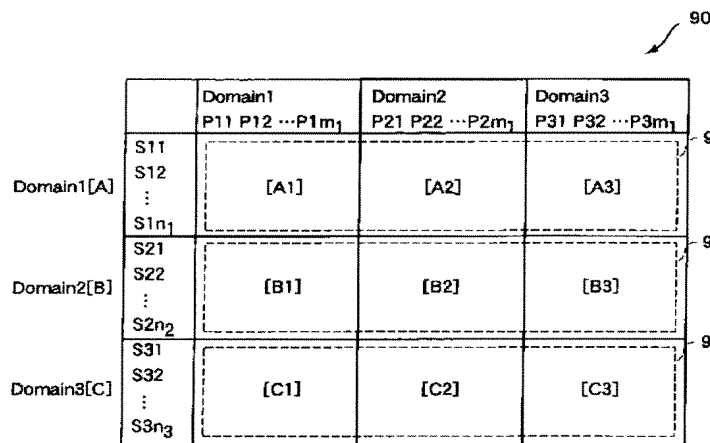 90
Domain1 Domain2 Domain3
P11 P12 ···P1m₁ P21 P22 ···P2m₁ P31 P32 ···P3m₁
S11
S12
Domain1[A] ⋮ [A1] [A2] [A3]
S1n₁
S21
S22
Domain2[B] ⋮ [B1] [B2] [B3]
S2n₂
S31
S32
Domain3[C] ⋮ [C1] [C2] [C3]
S3n₃